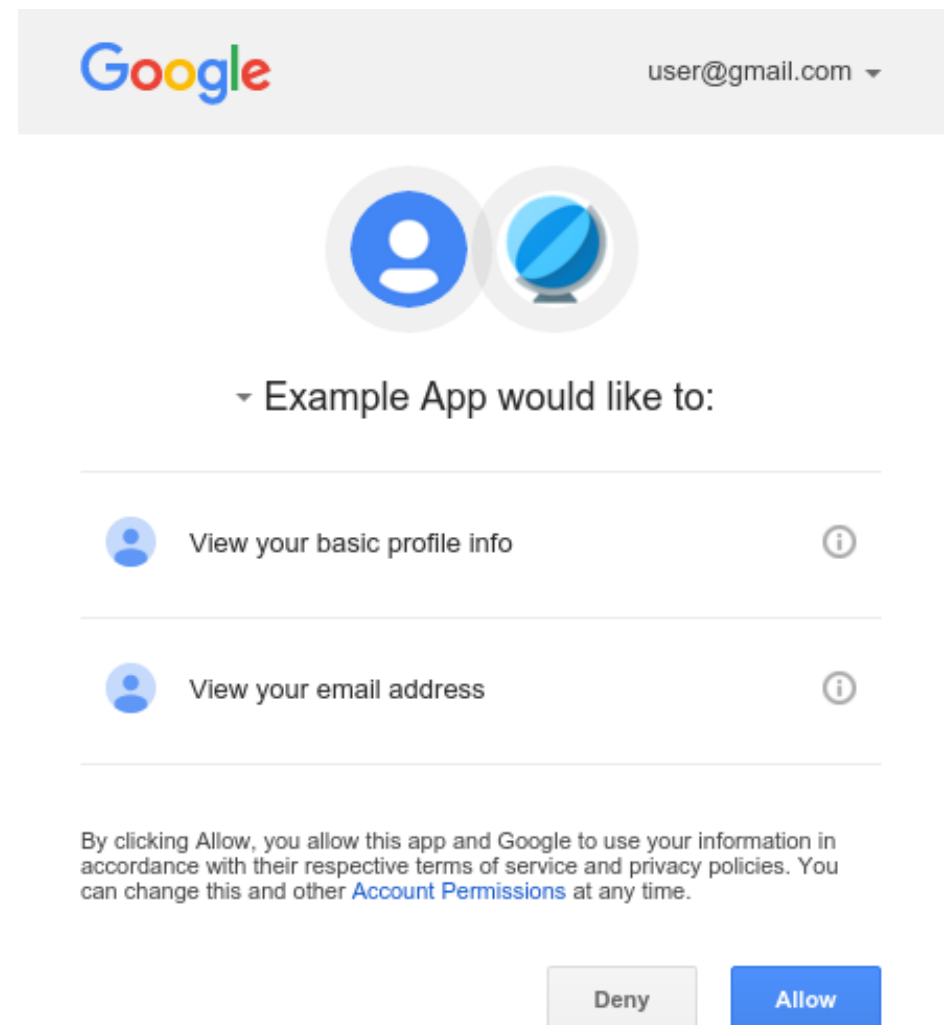 Google
user@gmail.com
Example App would like to:
View your basic profile info
View your email address
By clicking Allow, you allow this app and Google to use your information in
accordance with their respective terms of service and privacy policies. You
can change this and other Account Permissions at any time.
Deny
Allow